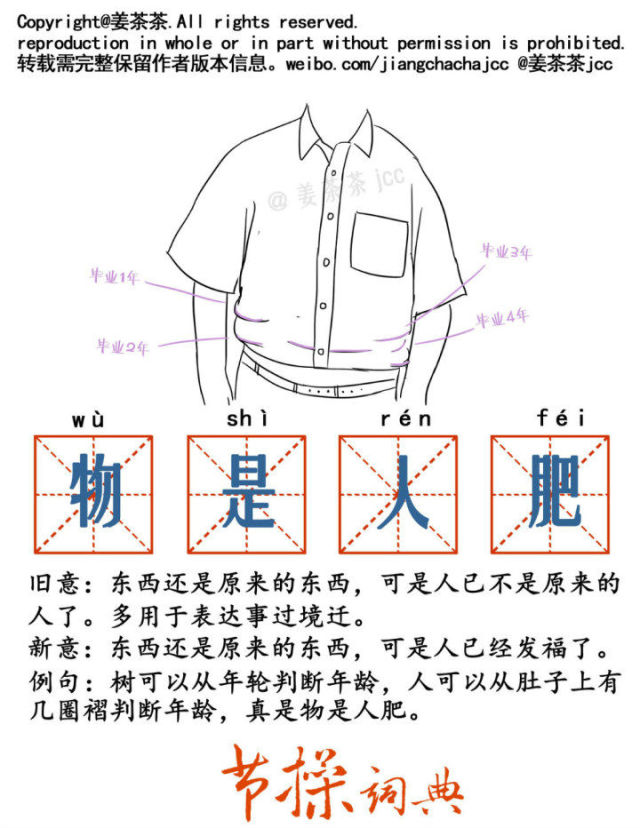 Copyright@姜茶茶.All rights reserved.
reproduction in whole or in part without permission is prohibited.
转载需完整保留作者版本信息。weibo.com/jiangchachajcc @姜茶茶jcc
@姜茶茶 jcc
毕业1年
毕业2年
毕业3年
毕业4年
wù shì rén féi
物是人肥
旧意：东西还是原来的东西，可是人已不是原来的
人了。多用于表达事过境迁。
新意：东西还是原来的东西，可是人已经发福了。
例句：树可以从年轮判断年龄，人可以从肚子上有
几圈褶判断年龄，真是物是人肥。
节操词典